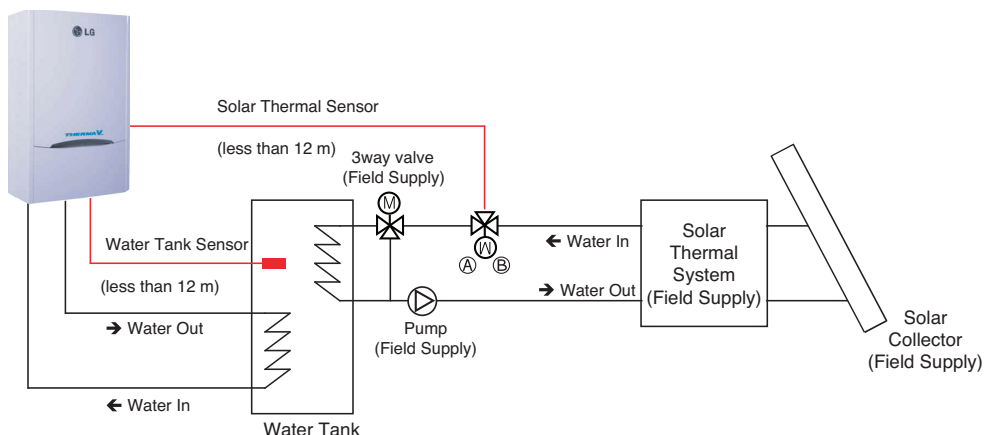 LG
THERMA V.
Solar Thermal Sensor
(less than 12 m)
3way valve
(Field Supply)
M
Water Tank Sensor
(less than 12 m)
M
A
B
← Water In
Solar
Thermal
System
(Field Supply)
→ Water Out
→ Water Out
Pump
(Field Supply)
Solar
Collector
(Field Supply)
← Water In
Water Tank